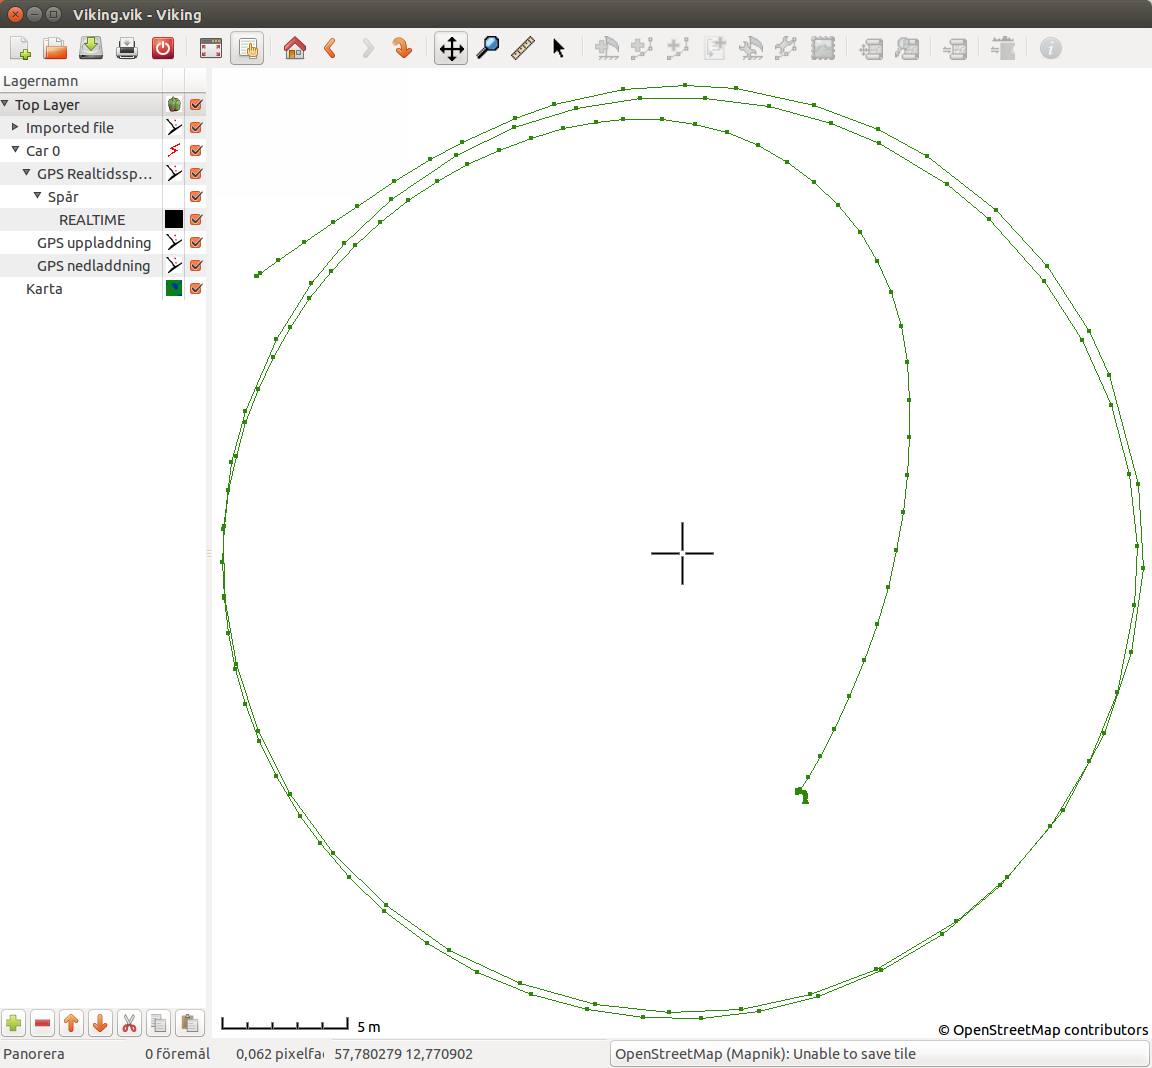 Viking.vik - Viking
Lagernamn
Top Layer
Imported file
Car 0
GPS Realtidssp...
Spår
REALTIME
GPS uppladdning
GPS nedladdning
Karta
5 m
© OpenStreetMap contributors
Panorera
0 föremål
0,062 pixelfa
57,780279 12,770902
OpenStreetMap (Mapnik): Unable to save tile